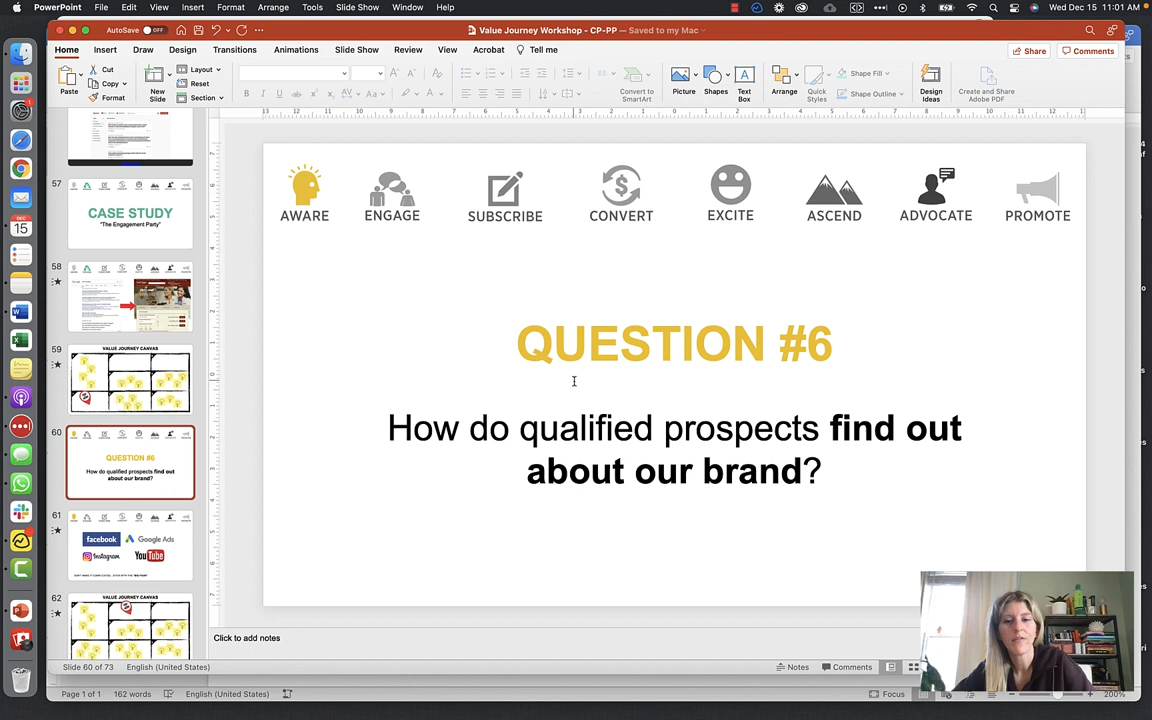 PowerPoint File Edit View Insert Format Arrange Tools Slide Show Window Help Wed Dec 15 11:01 AM
AutoSave OFF Value Journey Workshop - CP-PP — Saved to my Mac
Home Insert Draw Design Transitions Animations Slide Show Review View Acrobat Tell me Share Comments
Paste Cut Copy Format
New Slide Layout Reset Section
Convert to SmartArt
Picture Shapes Text Box Arrange Quick Styles Shape Fill Shape Outline Design Ideas Create and Share Adobe PDF
57
CASE STUDY
"The Engagement Party"
58
59
VALUE JOURNEY CANVAS
60
QUESTION #6
How do qualified prospects find out
about our brand?
61
facebook Google Ads
Instagram YouTube
62
VALUE JOURNEY CANVAS
AWARE ENGAGE SUBSCRIBE CONVERT EXCITE ASCEND ADVOCATE PROMOTE
QUESTION #6
How do qualified prospects find out
about our brand?
Click to add notes
Slide 60 of 73 English (United States) Notes Comments
Page 1 of 1 162 words English (United States) Focus 200%